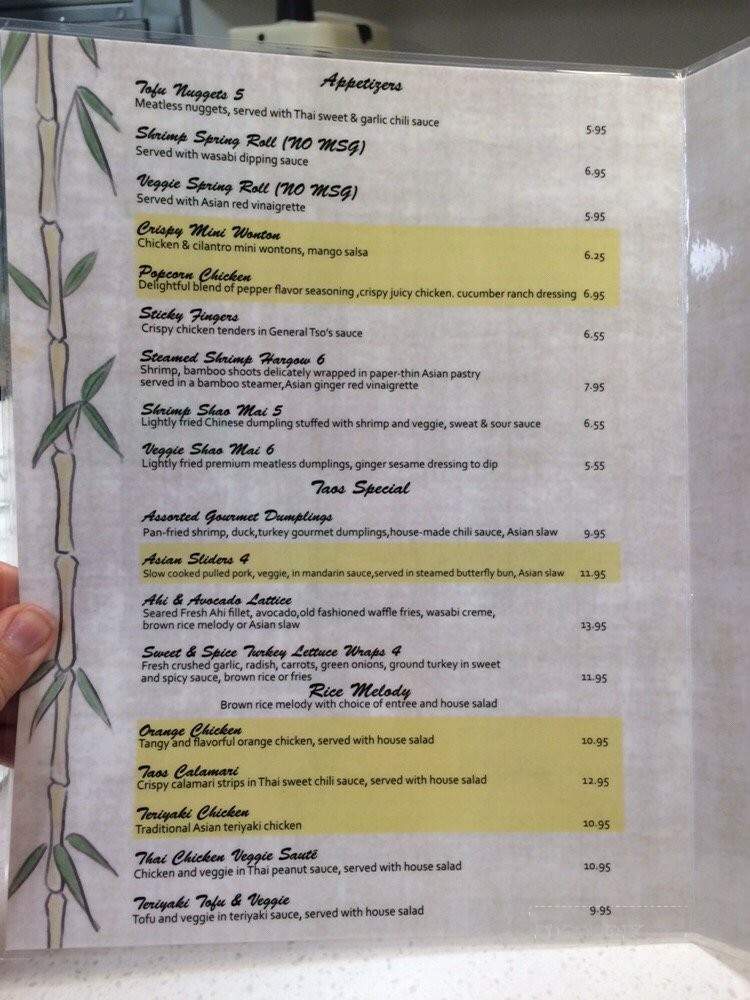 Appetizers
Tofu Nuggets 5
Meatless nuggets, served with Thai sweet & garlic chili sauce
5.95
Shrimp Spring Roll (NO MSG)
Served with wasabi dipping sauce
6.95
Veggie Spring Roll (NO MSG)
Served with Asian red vinaigrette
5.95
Crispy Mini Wonton
Chicken & cilantro mini wontons, mango salsa 6.25
Popcorn Chicken
Delightful blend of pepper flavor seasoning ,crispy juicy chicken. cucumber ranch dressing 6.95
Sticky Fingers
Crispy chicken tenders in General Tso's sauce 6.55
Steamed Shrimp Hargow 6
Shrimp, bamboo shoots delicately wrapped in paper-thin Asian pastry
served in a bamboo steamer,Asian ginger red vinaigrette 7.95
Shrimp Shao Mai 5
Lightly fried Chinese dumpling stuffed with shrimp and veggie, sweat & sour sauce 6.55
Veggie Shao Mai 6
Lightly fried premium meatless dumplings, ginger sesame dressing to dip 5.55
Taos Special
Assorted Gourmet Dumplings
Pan-fried shrimp, duck,turkey gourmet dumplings,house-made chili sauce, Asian slaw 9.95
Asian Sliders 4
Slow cooked pulled pork, veggie, in mandarin sauce,served in steamed butterfly bun, Asian slaw 11.95
Ahi & Avocado Lattice
Seared Fresh Ahi fillet, avocado,old fashioned waffle fries, wasabi creme,
brown rice melody or Asian slaw 13.95
Sweet & Spice Turkey Lettuce Wraps 4
Fresh crushed garlic, radish, carrots, green onions, ground turkey in sweet
and spicy sauce, brown rice or fries 11.95
Rice Melody
Brown rice melody with choice of entree and house salad
Orange Chicken
Tangy and flavorful orange chicken, served with house salad 10.95
Taos Calamari
Crispy calamari strips in Thai sweet chili sauce, served with house salad 12.95
Teriyaki Chicken
Traditional Asian teriyaki chicken 10.95
Thai Chicken Veggie Sautē
Chicken and veggie in Thai peanut sauce, served with house salad 10.95
Teriyaki Tofu & Veggie
Tofu and veggie in teriyaki sauce, served with house salad 9.95